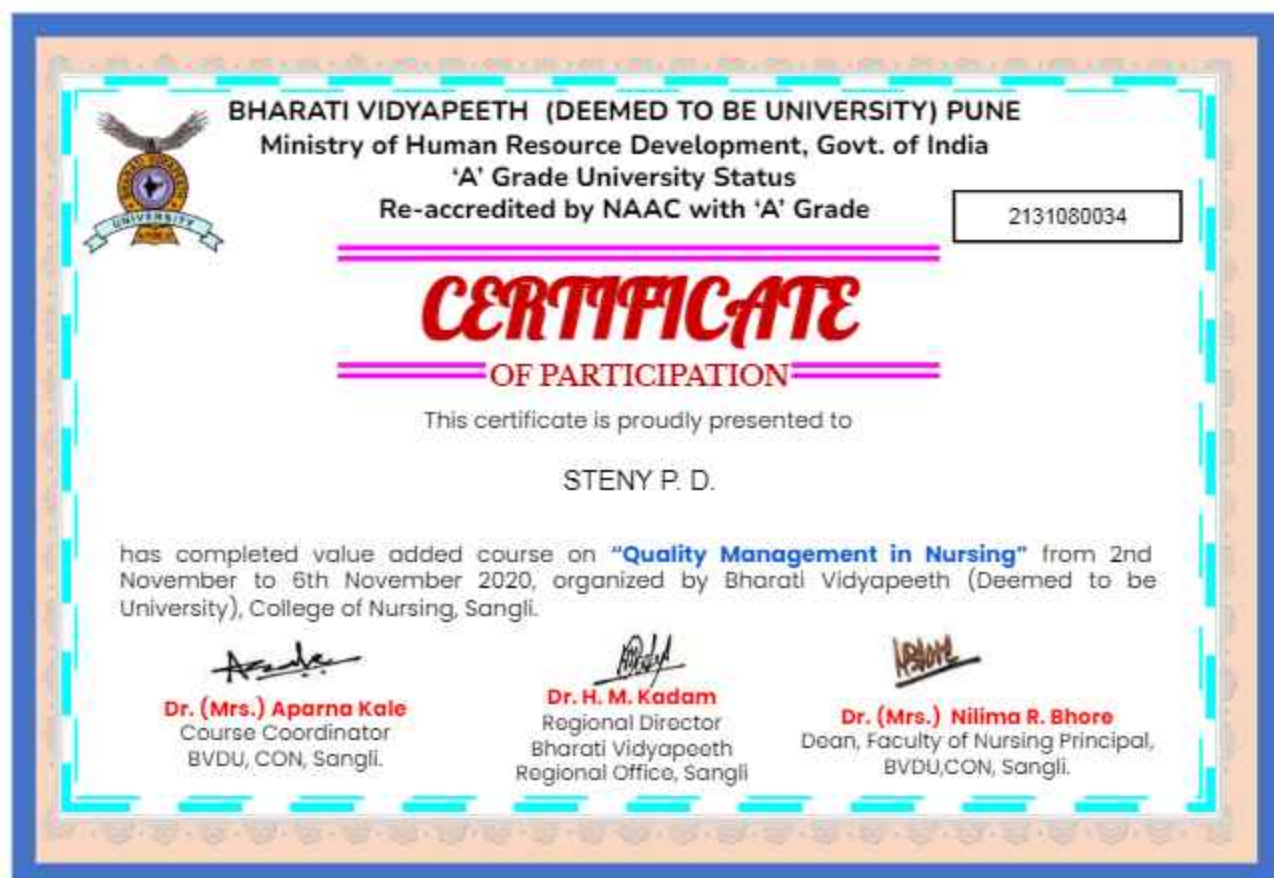 BHARATI VIDYAPEETH (DEEMED TO BE UNIVERSITY) PUNE
Ministry of Human Resource Development, Govt. of India
‘A’ Grade University Status
Re-accredited by NAAC with ‘A’ Grade
2131080034
BHARATI VIDYAPEETH
UNIVERSITY
CERTIFICATE
OF PARTICIPATION
This certificate is proudly presented to
STENY P. D.
has completed value added course on “Quality Management in Nursing” from 2nd
November to 6th November 2020, organized by Bharati Vidyapeeth (Deemed to be
University), College of Nursing, Sangli.
Dr. (Mrs.) Aparna Kale
Course Coordinator
BVDU, CON, Sangli.
Dr. H. M. Kadam
Regional Director
Bharati Vidyapeeth
Regional Office, Sangli
Dr. (Mrs.) Nilima R. Bhore
Dean, Faculty of Nursing Principal,
BVDU,CON, Sangli.